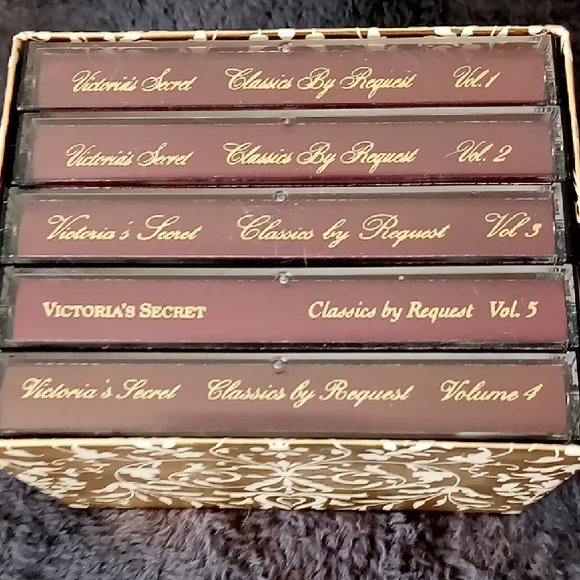 Victoria's Secret Classics By Request Vol. 1
Victoria's Secret Classics By Request Vol. 2
Victoria's Secret Classics by Request Vol 3
VICTORIA'S SECRET Classics by Request Vol. 5
Victoria's Secret Classics by Request Volume 4